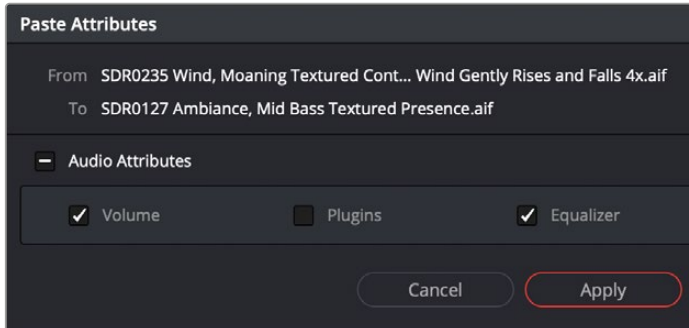 Paste Attributes
From SDR0235 Wind, Moaning Textured Cont... Wind Gently Rises and Falls 4x.aif
To SDR0127 Ambiance, Mid Bass Textured Presence.aif
Audio Attributes
Volume Plugins Equalizer
Cancel Apply